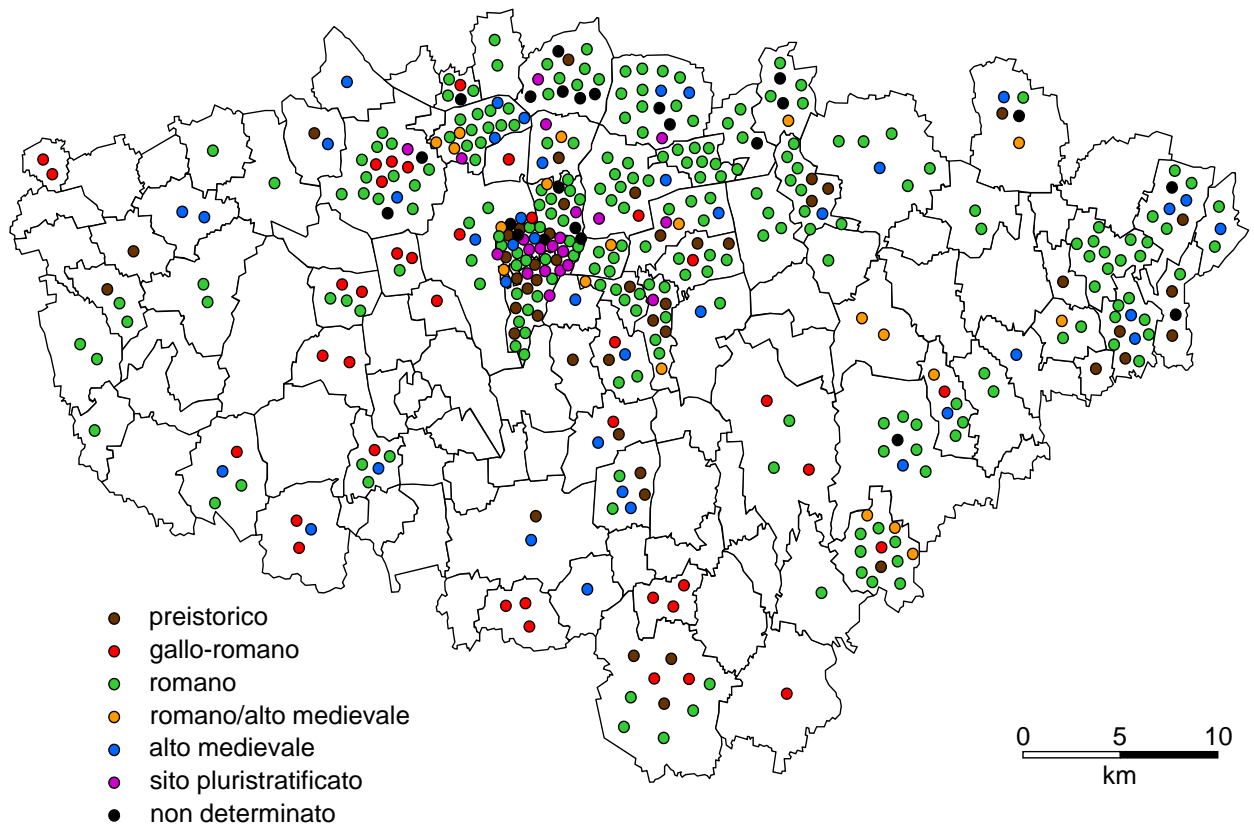 preistorico
gallo-romano
romano
romano/alto medievale
alto medievale
sito pluristratificato
non determinato
0 5 10
km